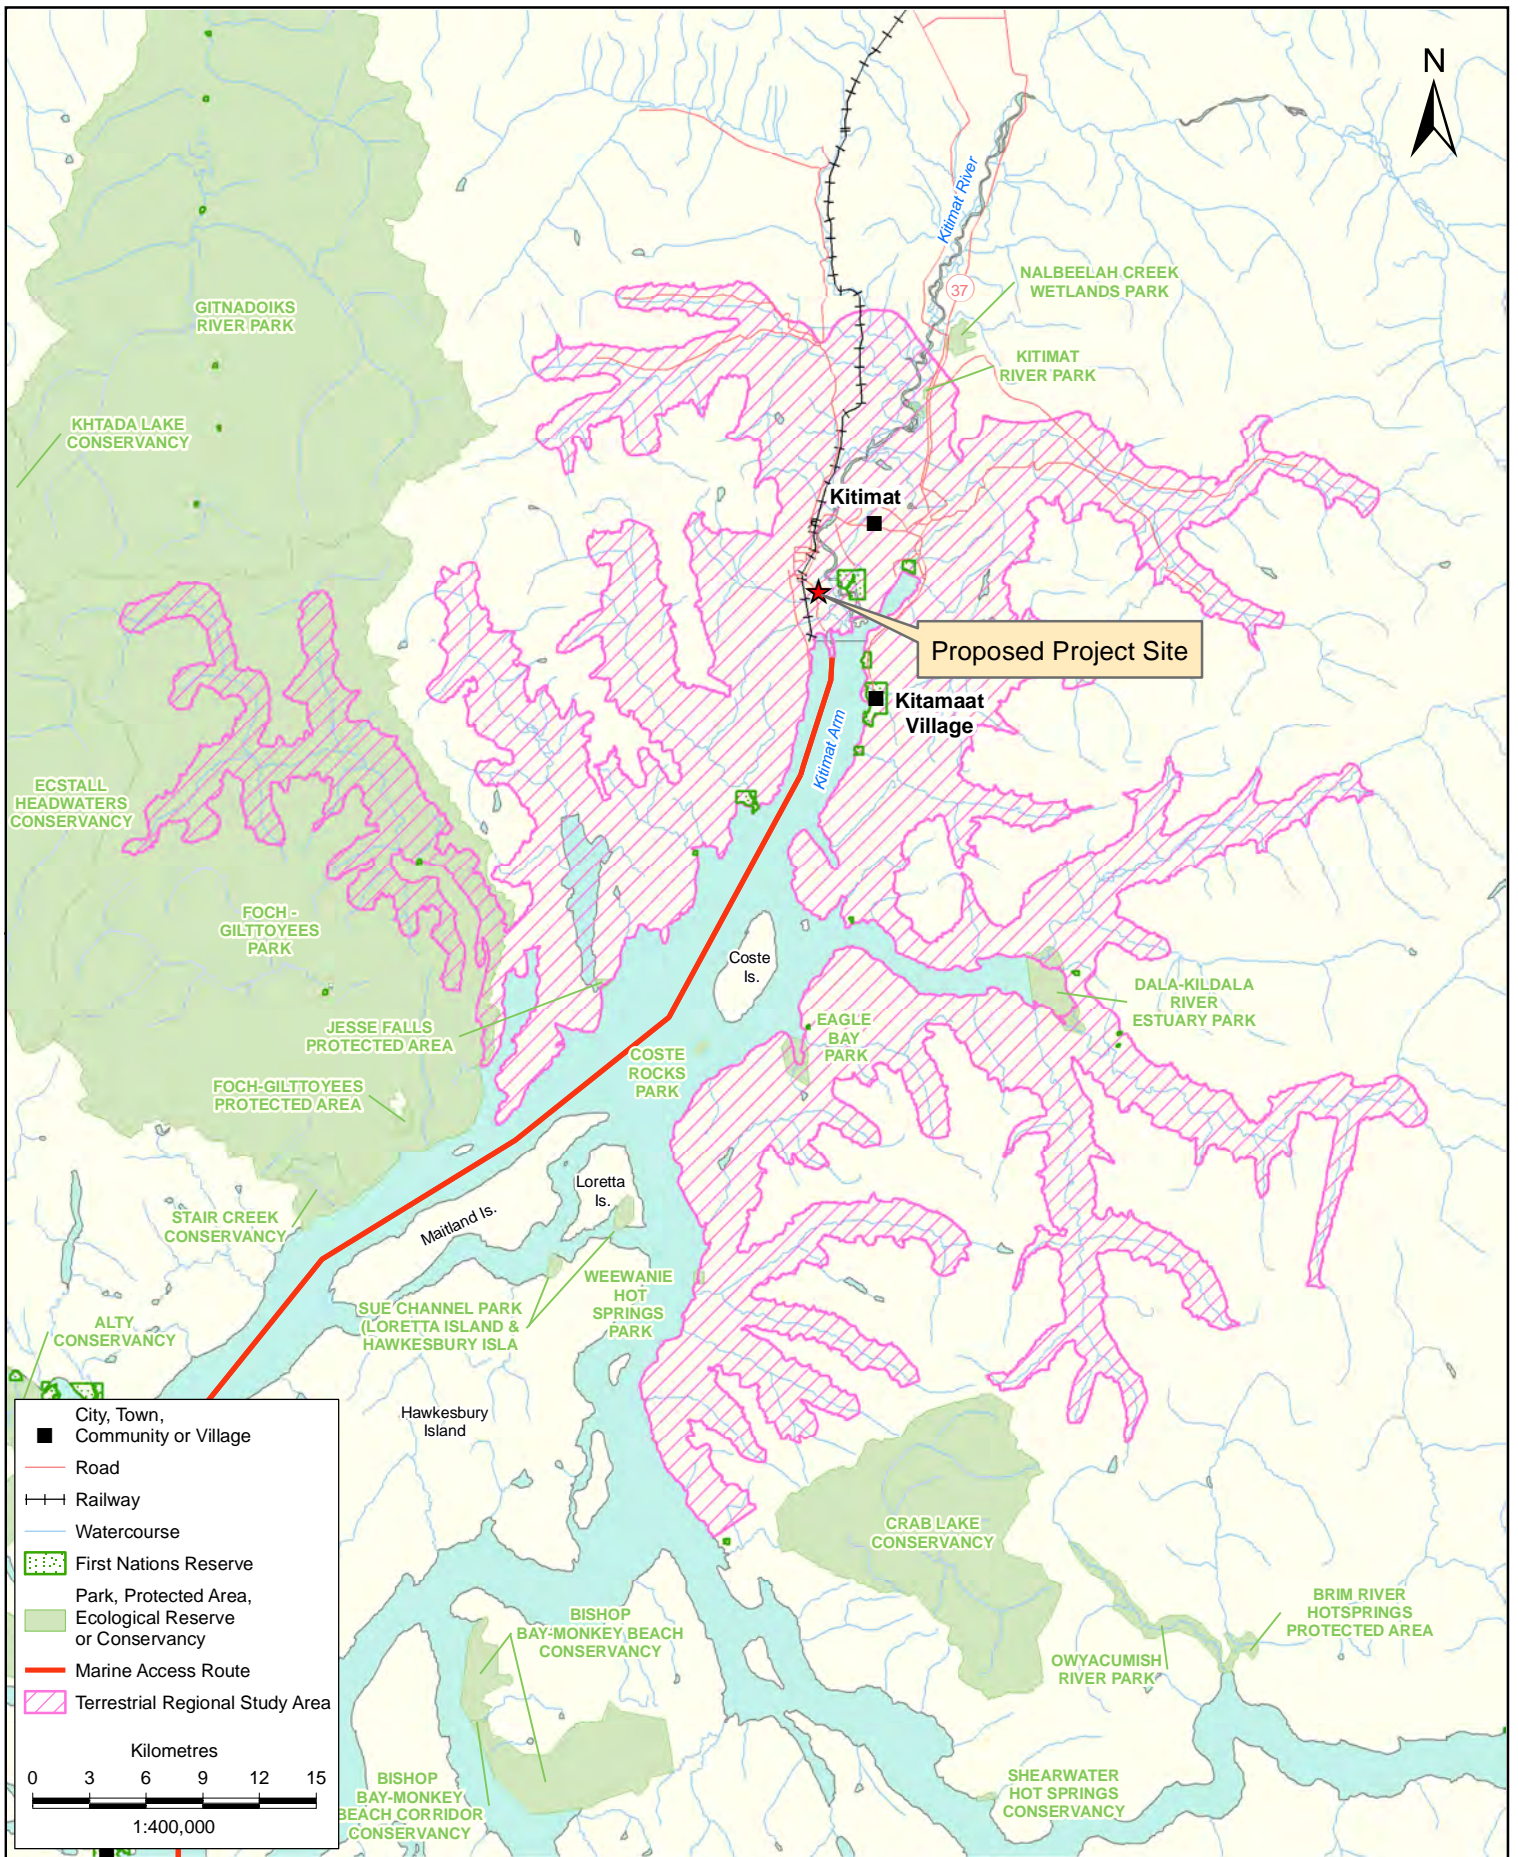 N
Kitimat River
37
NALBEELAH CREEK
WETLANDS PARK
GITNADOIKS
RIVER PARK
KITIMAT
RIVER PARK
KHTADA LAKE
CONSERVANCY
Kitimat
Proposed Project Site
Kitamaat
Village
Kitimat Arm
ECSTALL
HEADWATERS
CONSERVANCY
FOCH -
GILTTOYEES
PARK
Coste
Is.
DALA-KILDALA
RIVER
ESTUARY PARK
JESSE FALLS
PROTECTED AREA
EAGLE
BAY
PARK
COSTE
ROCKS
PARK
FOCH-GILTTOYEES
PROTECTED AREA
Loretta
Is.
Maitland Is.
STAIR CREEK
CONSERVANCY
WEEWANIE
HOT
SPRINGS
PARK
SUE CHANNEL PARK
(LORETTA ISLAND &
HAWKESBURY ISLA
ALTY
CONSERVANCY
Hawkesbury
Island
CRAB LAKE
CONSERVANCY
BRIM RIVER
HOTSPRINGS
PROTECTED AREA
BISHOP
BAY-MONKEY BEACH
CONSERVANCY
OWYACUMISH
RIVER PARK
SHEARWATER
HOT SPRINGS
CONSERVANCY
BISHOP
BAY-MONKEY
BEACH CORRIDOR
CONSERVANCY
City, Town,
Community or Village
Road
Railway
Watercourse
First Nations Reserve
Park, Protected Area,
Ecological Reserve
or Conservancy
Marine Access Route
Terrestrial Regional Study Area
Kilometres
0 3 6 9 12 15
1:400,000